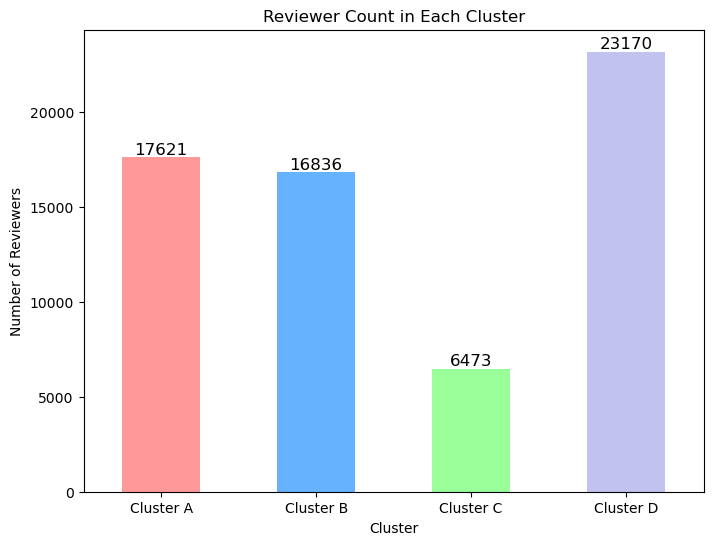 Reviewer Count in Each Cluster
23170
17621
16836
6473
Number of Reviewers
20000
15000
10000
5000
0
Cluster A
Cluster B
Cluster C
Cluster D
Cluster